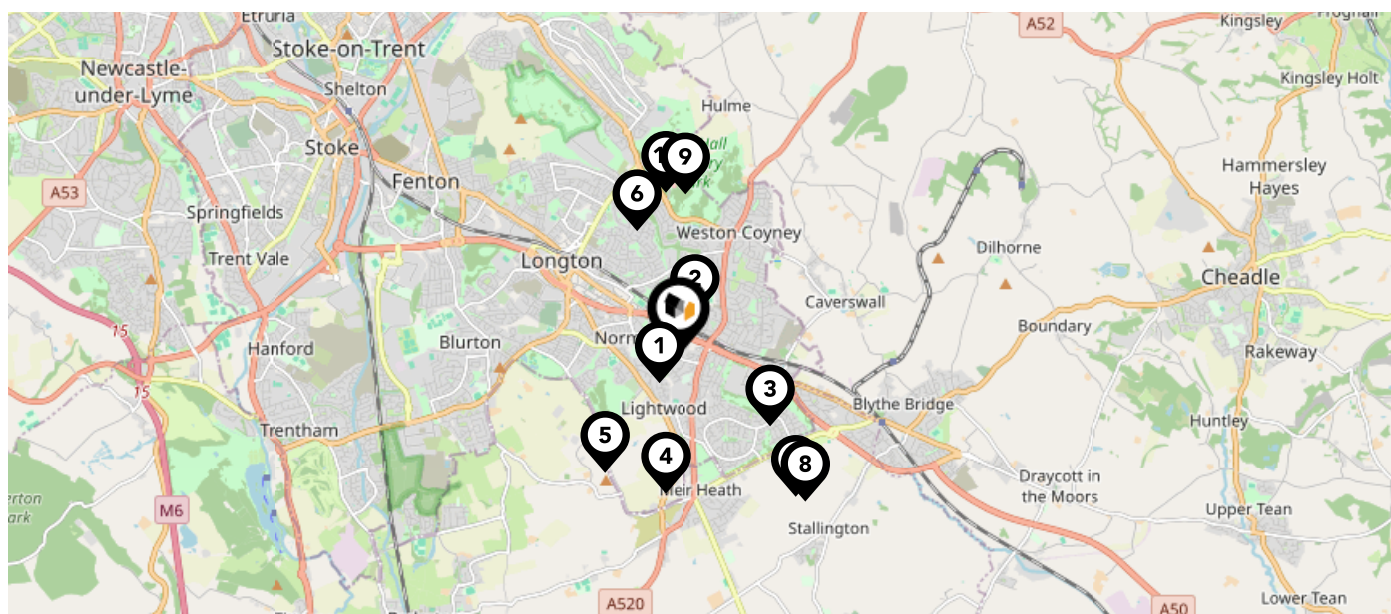 Etruria
A52
Kingsley
Stoke-on-Trent
Newcastle-
under-Lyme
Kingsley Holt
Shelton
Hulme
Stoke
9
Hammersley
Hayes
Fenton
A53
6
Springfields
Weston Coyney
Dilhorne
Trent Vale
Longton
2
Cheadle
Caverswall
15
Boundary
Hanford
Blurton
1
Rakeway
15
3
Lightwood
Blythe Bridge
Huntley
Trentham
5
4
8
Meir Heath
Draycott in
the Moors
M6
Upper Tean
Stallington
A520
A50
Lower Tean